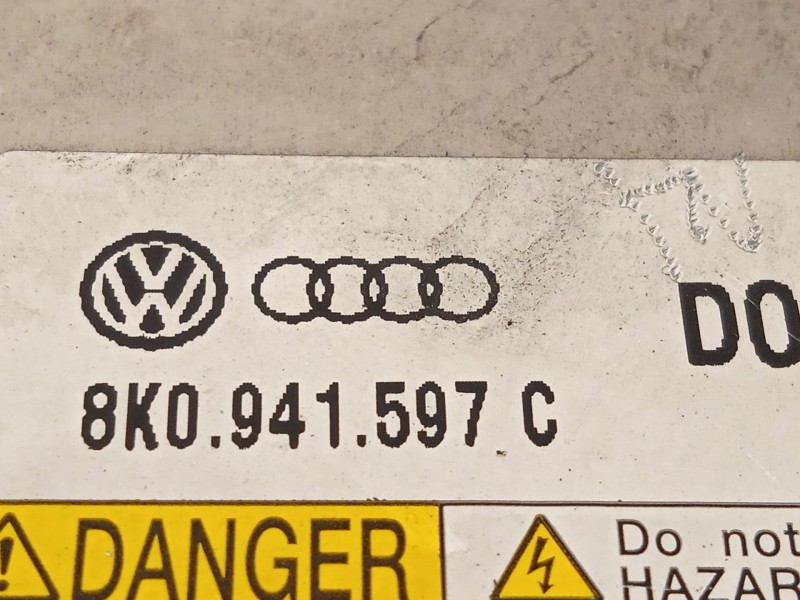 DO
8K0.941.597 C
DANGER Do not
HAZAR